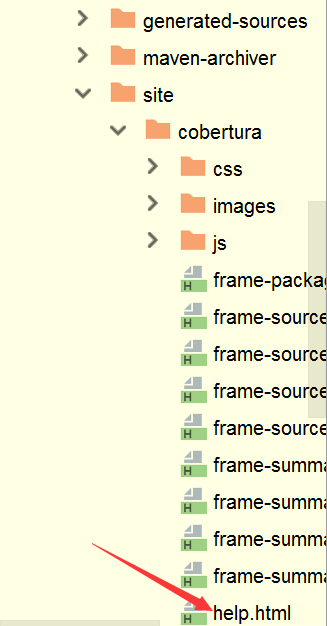 generated-sources
maven-archiver
site
cobertura
css
images
js
frame-packa
frame-source
frame-source
frame-source
frame-source
frame-summa
frame-summa
frame-summa
frame-summa
help.html